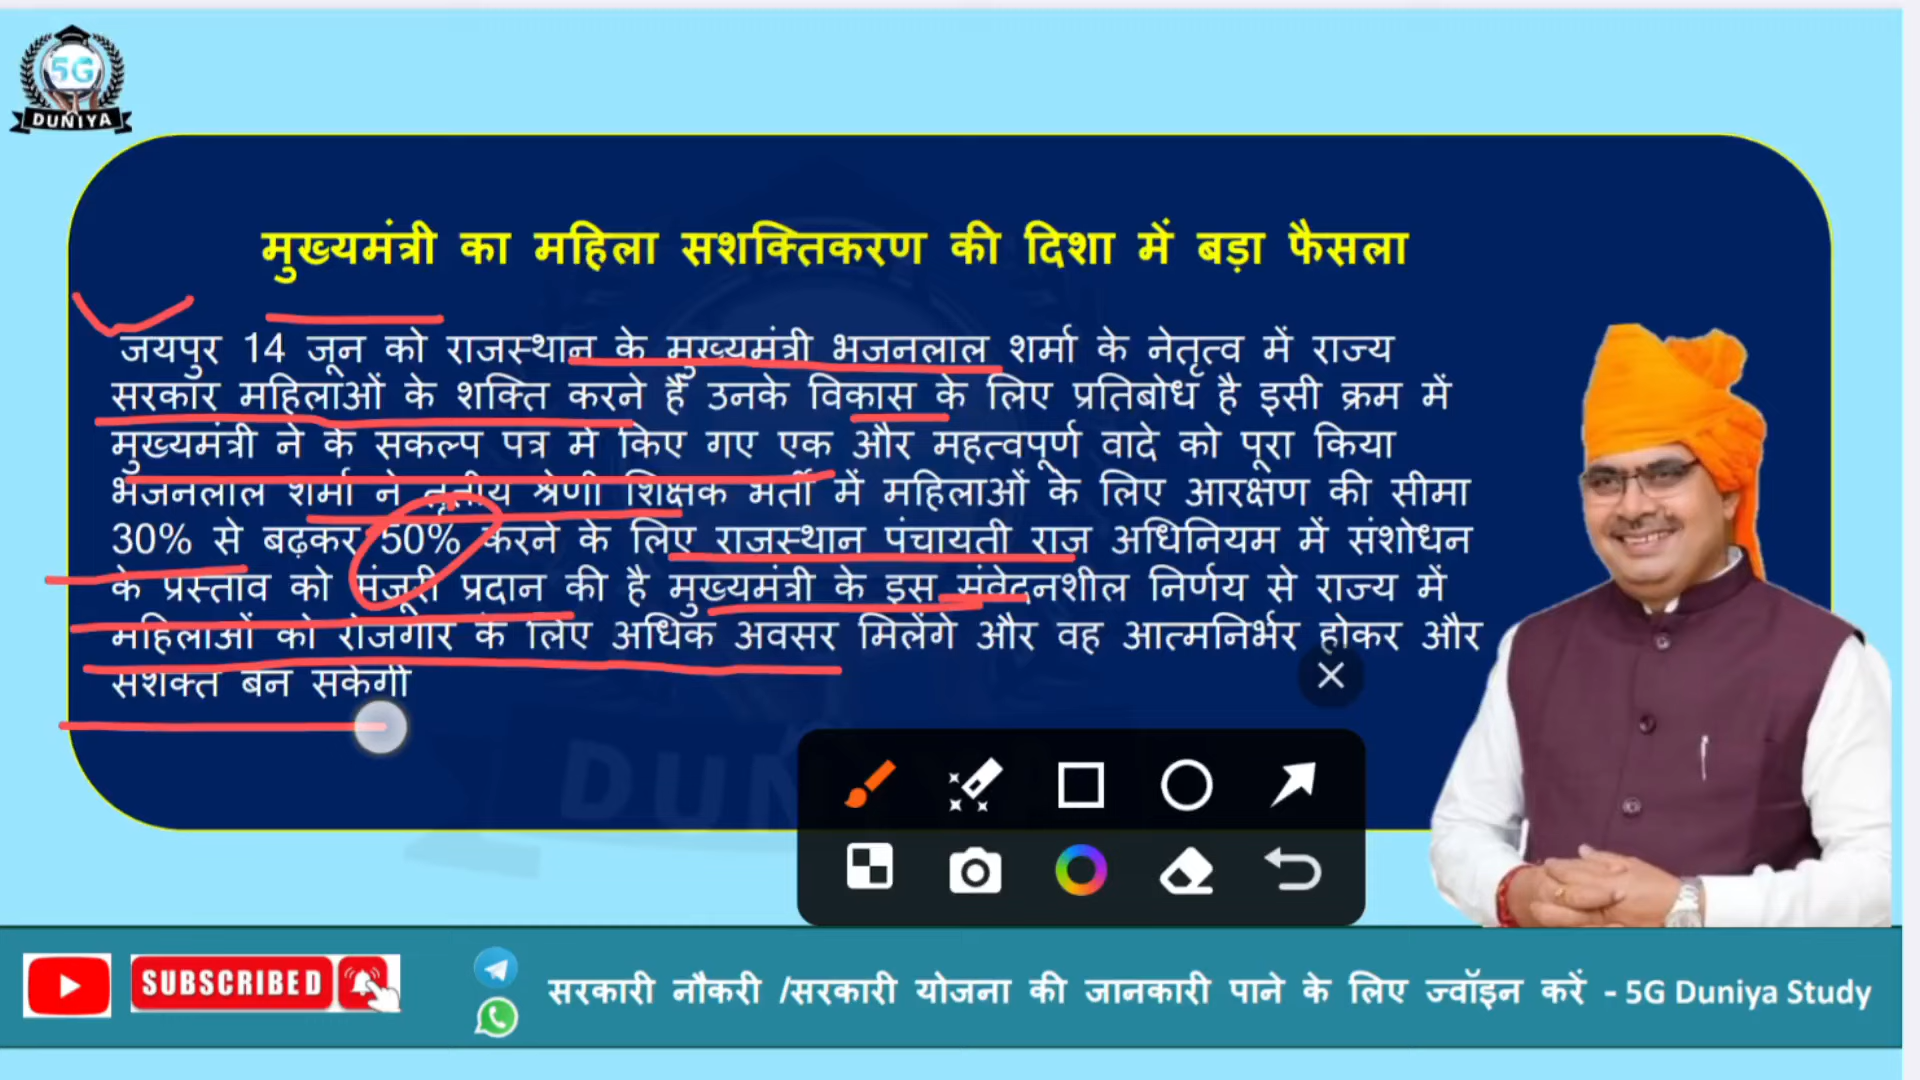 5G
DUNIYA
मुख्यमंत्री का महिला सशक्तिकरण की दिशा में बड़ा फैसला
जयपुर 14 जून को राजस्थान के मुख्यमंत्री भजनलाल शर्मा के नेतृत्व में राज्य
सरकार महिलाओं के शक्ति करने हैं उनके विकास के लिए प्रतिबोध है इसी क्रम में
मुख्यमंत्री ने के सकल्प पत्र में किए गए एक और महत्वपूर्ण वादे को पूरा किया
भजनलाल शर्मा ने तृतीय श्रेणी शिक्षक भर्ती में महिलाओं के लिए आरक्षण की सीमा
30% से बढ़कर 50% करने के लिए राजस्थान पंचायती राज अधिनियम में संशोधन
के प्रस्ताव को मंजूरी प्रदान की है मुख्यमंत्री के इस संवेदनशील निर्णय से राज्य में
महिलाओं को रोजगार के लिए अधिक अवसर मिलेंगे और वह आत्मनिर्भर होकर और
सशक्त बन सकेगी
DUN
SUBSCRIBED
सरकारी नौकरी /सरकारी योजना की जानकारी पाने के लिए ज्वॉइन करें - 5G Duniya Study